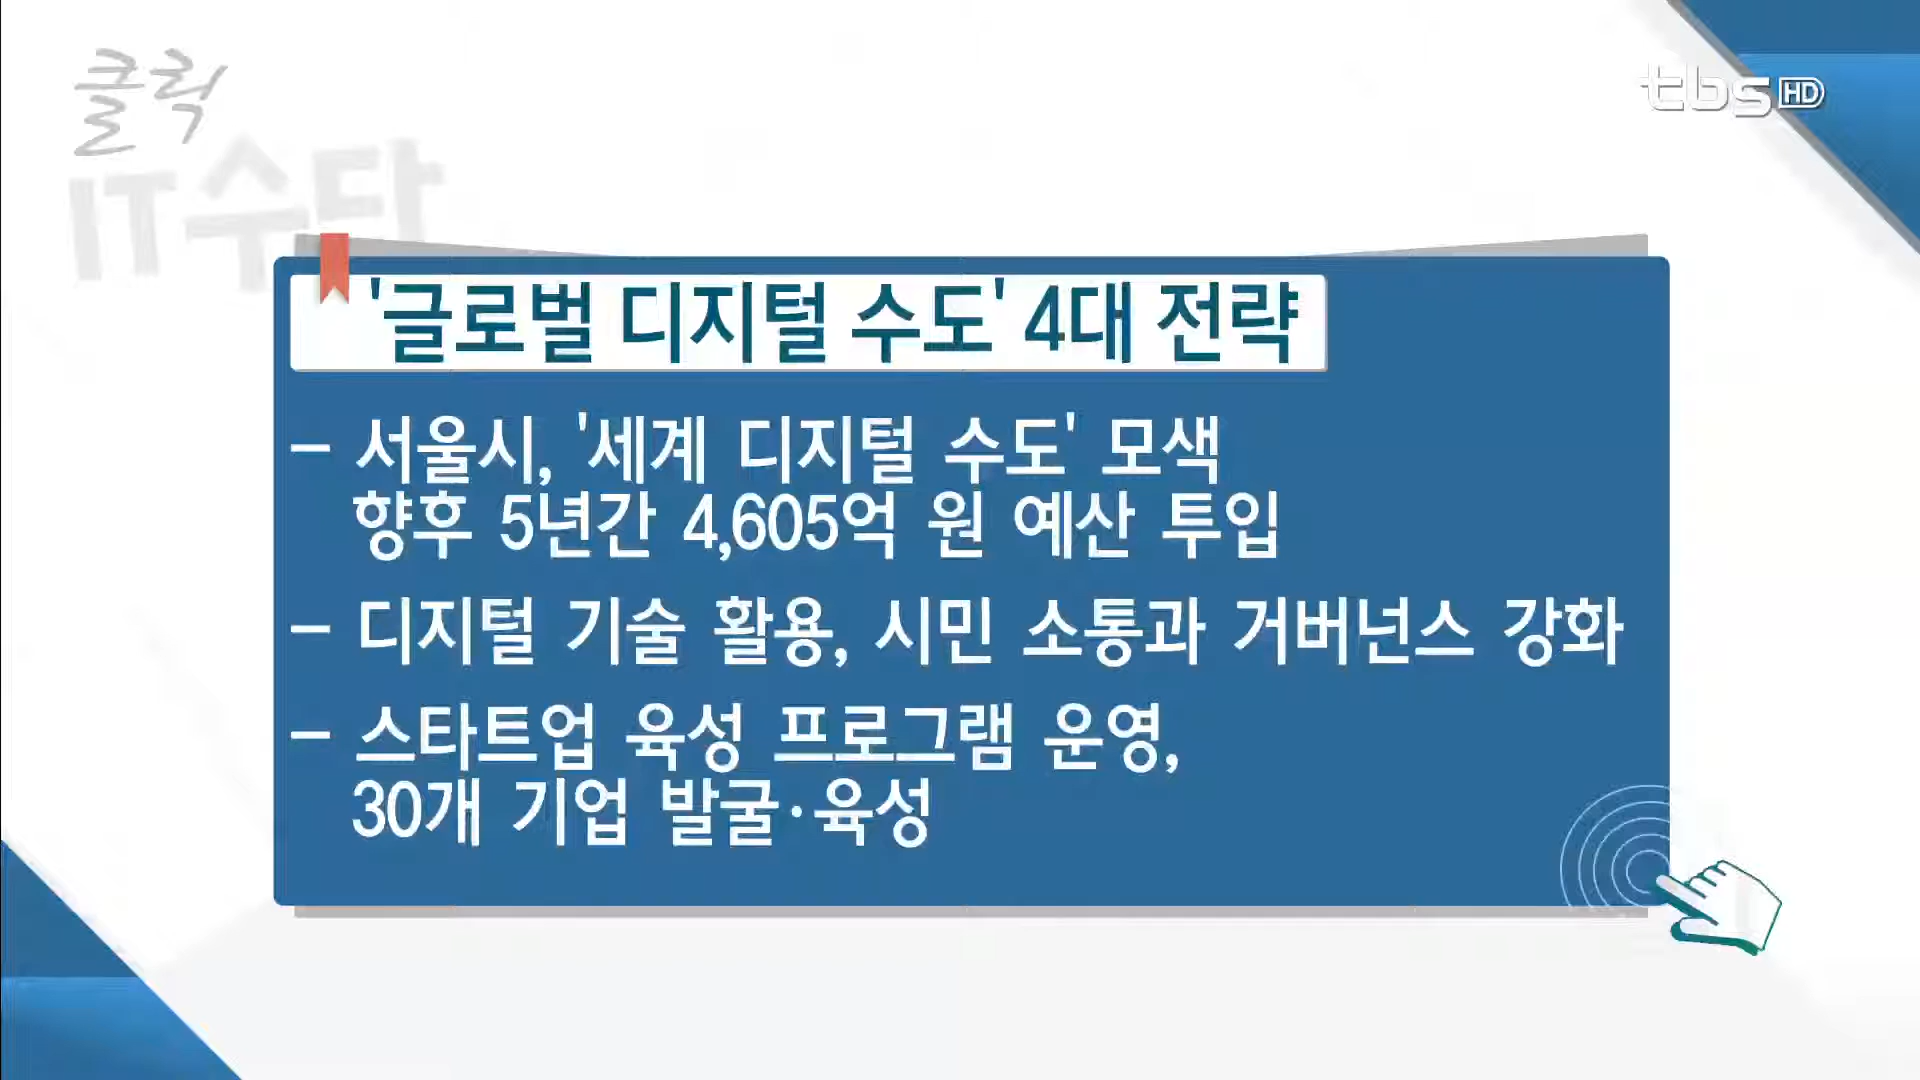 클릭
IT수다
tbs HD
'글로벌 디지털 수도' 4대 전략
- 서울시, '세계 디지털 수도' 모색
향후 5년간 4,605억 원 예산 투입
- 디지털 기술 활용, 시민 소통과 거버넌스 강화
- 스타트업 육성 프로그램 운영,
30개 기업 발굴·육성